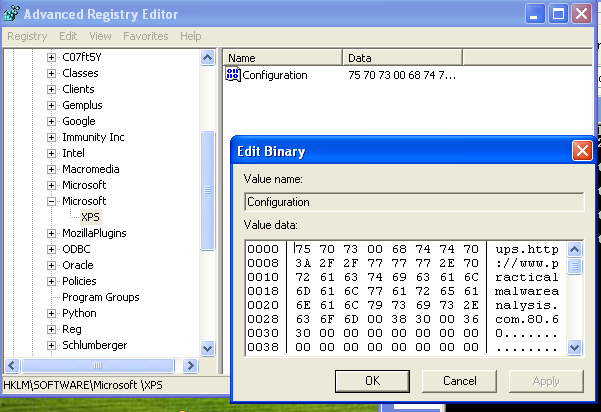 Advanced Registry Editor
Registry Edit View Favorites Help
C07ft5Y
Classes
Clients
Gemplus
Google
Immunity Inc
Intel
Macromedia
Microsoft
Microsoft
XPS
MozillaPlugins
ODBC
Oracle
Policies
Program Groups
Python
Reg
Schlumberger
HKLM\SOFTWARE\Microsoft \XPS
Name Data
Configuration 75 70 73 00 68 74 7...
Edit Binary
Value name:
Configuration
Value data:
0000 75 70 73 00 68 74 74 70 ups.http
0008 3A 2F 2F 77 77 77 2E 70 ://www.p
0010 72 61 63 74 69 63 61 6C ractical
0018 6D 61 6C 77 61 72 65 61 malwarea
0020 6E 61 6C 79 73 69 73 2E nalysis.
0028 63 6F 6D 00 38 30 00 36 com.80.6
0030 30 00 00 00 00 00 00 00 0.......
0038 00 00 00 00 00 00 00 00 ........
OK Cancel Apply